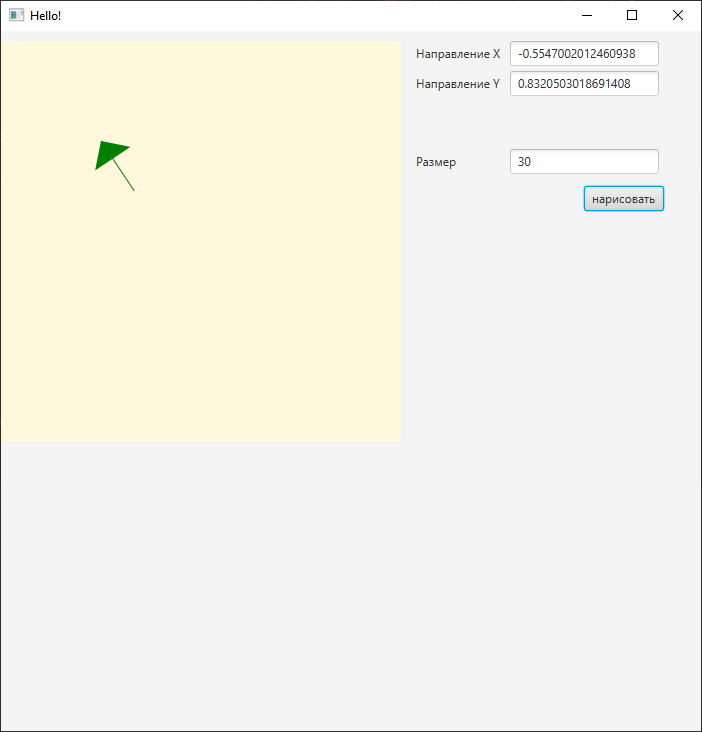 Hello!
Направление X -0.5547002012460938
Направление Y 0.8320503018691408
Размер 30
нарисовать